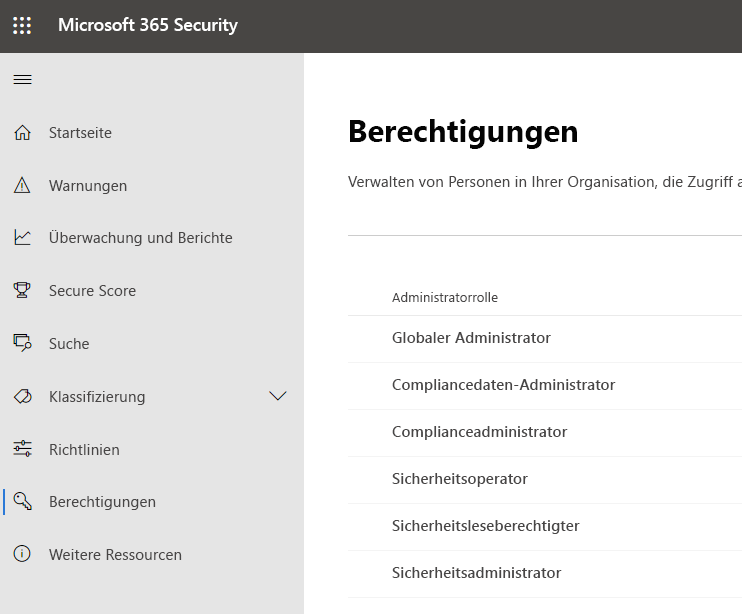 Microsoft 365 Security
Startseite
Warnungen
Überwachung und Berichte
Secure Score
Suche
Klassifizierung
Richtlinien
Berechtigungen
Weitere Ressourcen
Berechtigungen
Verwalten von Personen in Ihrer Organisation, die Zugriff
Administratorrolle
Globaler Administrator
Compliancedaten-Administrator
Complianceadministrator
Sicherheitsoperator
Sicherheitsleseberechtigter
Sicherheitsadministrator